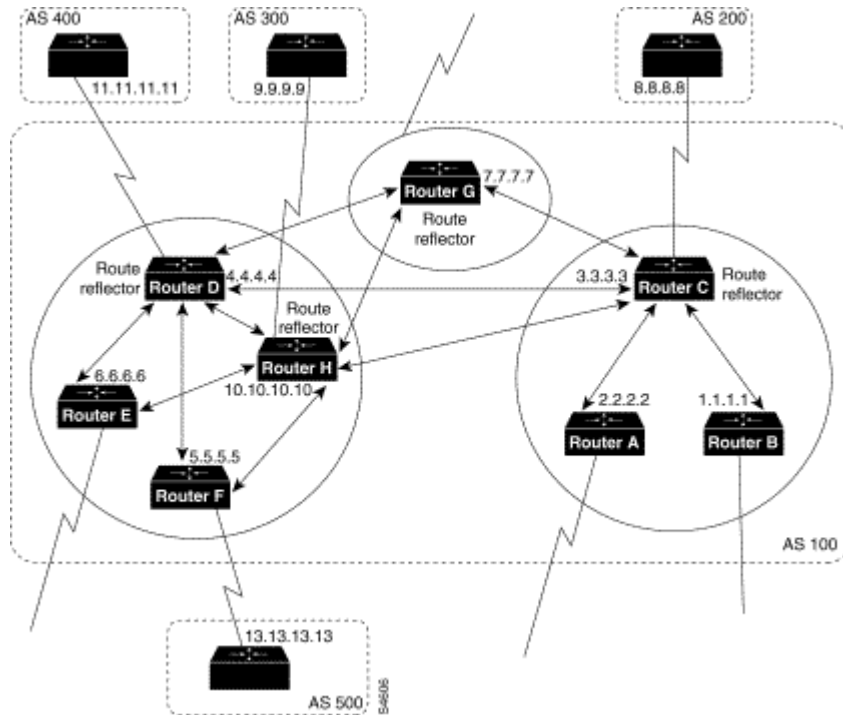 AS 400
AS 300
AS 200
11.11.11.11
9.9.9.9
8.8.8.8
Router G
7.7.7.7
Route
reflector
Route
reflector
Router D
4.4.4.4
3.3.3.3
Router C
Route
reflector
Route
reflector
Router H
10.10.10.10
6.6.6.6
Router E
2.2.2.2
Router A
1.1.1.1
Router B
5.5.5.5
Router F
AS 100
13.13.13.13
AS 500
S4606